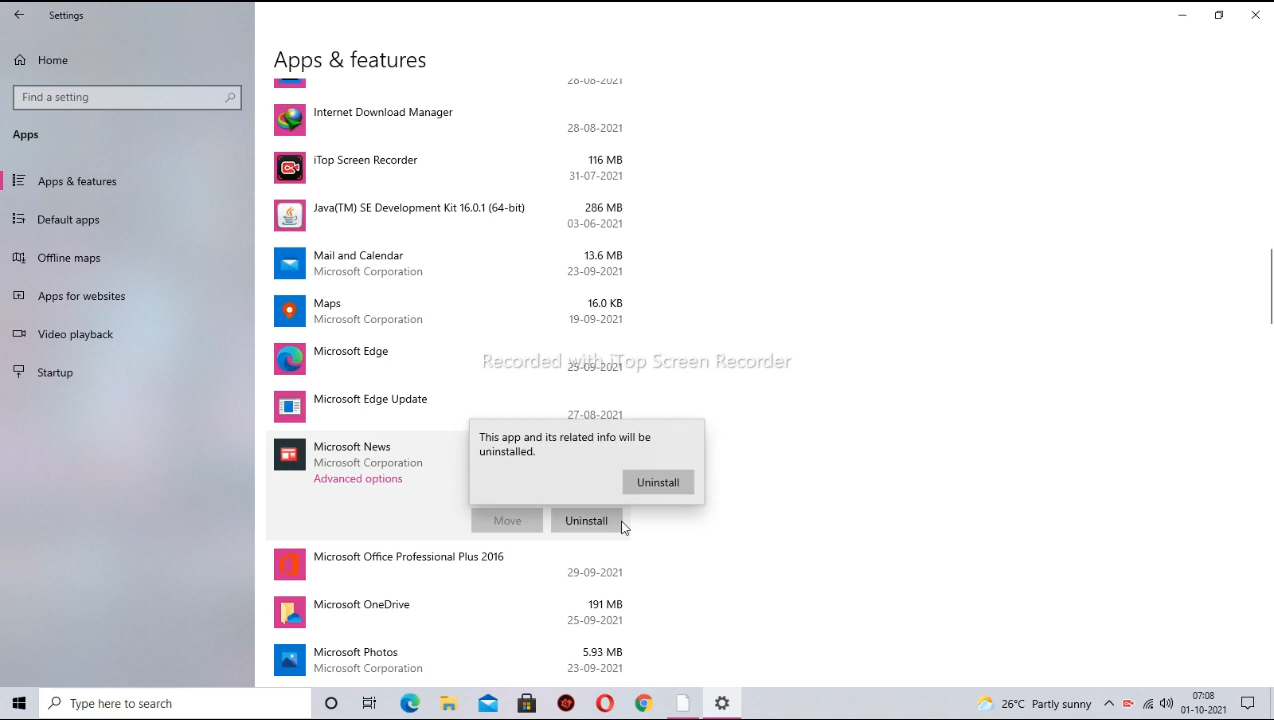 Settings
Home
Find a setting
Apps
Apps & features
Default apps
Offline maps
Apps for websites
Video playback
Startup
Apps & features
28-08-2021
Internet Download Manager
28-08-2021
iTop Screen Recorder
116 MB
31-07-2021
Java(TM) SE Development Kit 16.0.1 (64-bit)
286 MB
03-06-2021
Mail and Calendar
13.6 MB
Microsoft Corporation
23-09-2021
Maps
16.0 KB
Microsoft Corporation
19-09-2021
Microsoft Edge
25-09-2021
Recorded with iTop Screen Recorder
Microsoft Edge Update
27-08-2021
This app and its related info will be
uninstalled.
Uninstall
Microsoft News
Microsoft Corporation
Advanced options
Move
Uninstall
Microsoft Office Professional Plus 2016
29-09-2021
Microsoft OneDrive
191 MB
25-09-2021
Microsoft Photos
5.93 MB
Microsoft Corporation
23-09-2021
Type here to search
26°C Partly sunny
07:08
01-10-2021